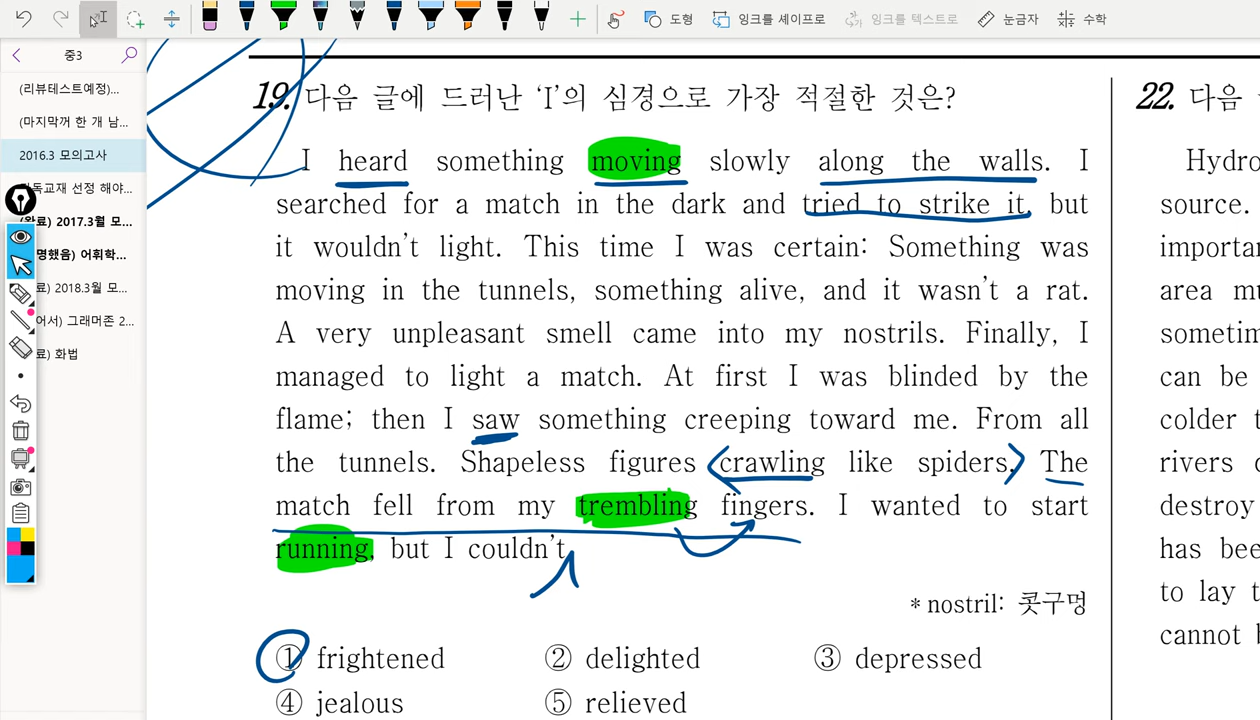 도형
잉크를 셰이프로
잉크를 텍스트로
눈금자
수학
중3
(리뷰테스트예정)...
(마지막꺼 한 개 남...
2016.3 모의고사
독교재 선정 해야...
2017.3월 모...
명했음) 어휘학...
료) 2018.3월 모...
어서) 그래머존 2...
료) 화법
19. 다음 글에 드러난 ‘I’의 심경으로 가장 적절한 것은?
I heard something moving slowly along the walls. I
searched for a match in the dark and tried to strike it, but
it wouldn’t light. This time I was certain: Something was
moving in the tunnels, something alive, and it wasn’t a rat.
A very unpleasant smell came into my nostrils. Finally, I
managed to light a match. At first I was blinded by the
flame; then I saw something creeping toward me. From all
the tunnels. Shapeless figures crawling like spiders. The
match fell from my trembling fingers. I wanted to start
running, but I couldn’t
* nostril: 콧구멍
① frightened ② delighted ③ depressed
④ jealous ⑤ relieved
22. 다음
Hydro
source.
important
area mu
sometim
can be
colder t
rivers o
destroy
has bee
to lay t
cannot b